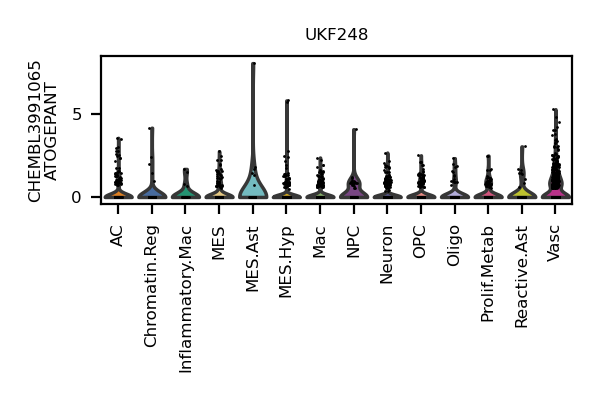 UKF248
CHEMBL3991065
ATOGEPANT
5
0
AC
Chromatin.Reg
Inflammatory.Mac
MES
MES.Ast
MES.Hyp
Mac
NPC
Neuron
OPC
Oligo
Prolif.Metab
Reactive.Ast
Vasc